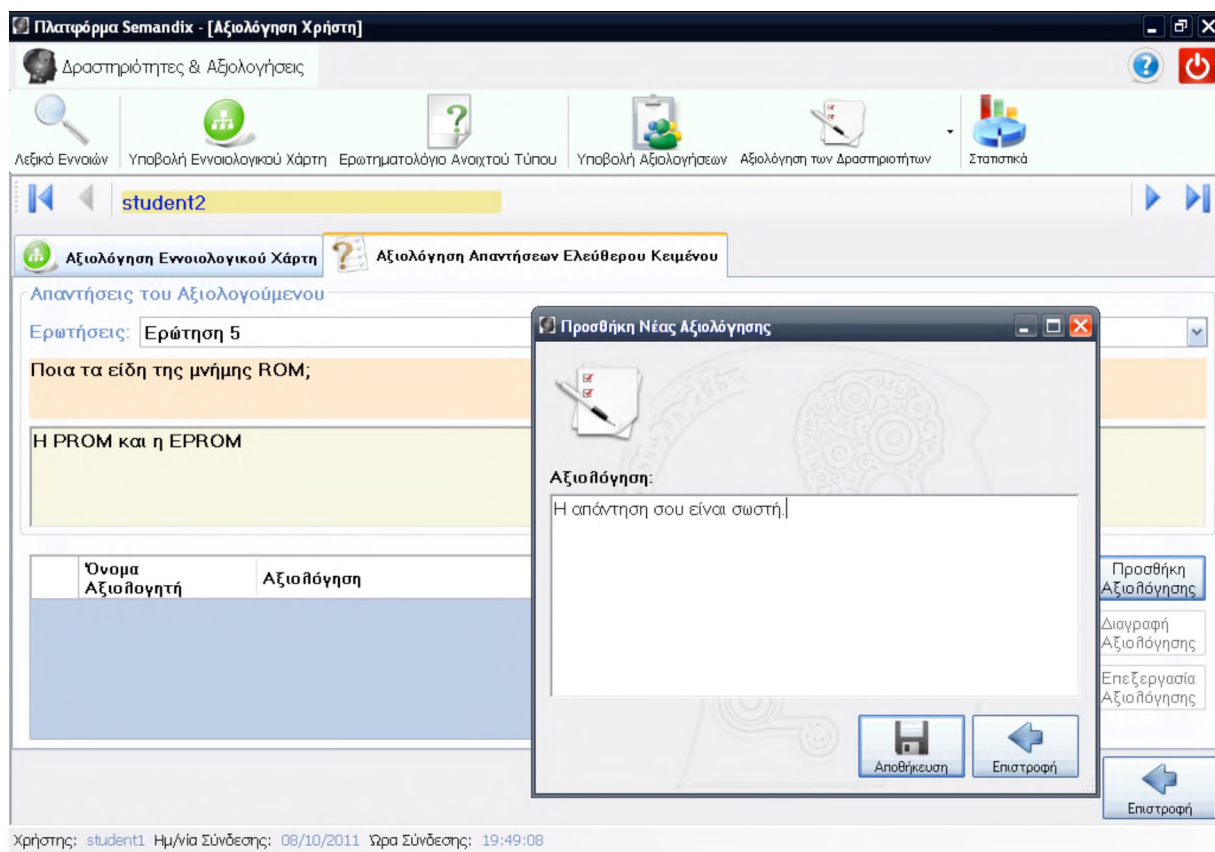 Πλατφόρμα Semandix - [Αξιολόγηση Χρήστη]
Δραστηριότητες & Αξιολογήσεις
Λεξικό Εννοιών
Υποβολή Εννοιολογικού Χάρτη
Ερωτηματολόγιο Ανοιχτού Τύπου
Υποβολή Αξιολογήσεων
Αξιολόγηση των Δραστηριοτήτων
Στατιστικά
student2
Αξιολόγηση Εννοιολογικού Χάρτη
Αξιολόγηση Απαντήσεων Ελεύθερου Κειμένου
Απαντήσεις του Αξιολογούμενου
Ερωτήσεις: Ερώτηση 5
Ποια τα είδη της μνήμης ROM;
Η PROM και η EPROM
Όνομα
Αξιολογητή
Αξιολόγηση
Προσθήκη Νέας Αξιολόγησης
Αξιολόγηση:
Η απάντηση σου είναι σωστή.
Αποθήκευση
Επιστροφή
Προσθήκη
Αξιολόγησης
Διαγραφή
Αξιολόγησης
Επεξεργασία
Αξιολόγησης
Επιστροφή
Χρήστης: student1 Ημ/νία Σύνδεσης: 08/10/2011 Ώρα Σύνδεσης: 19:49:08